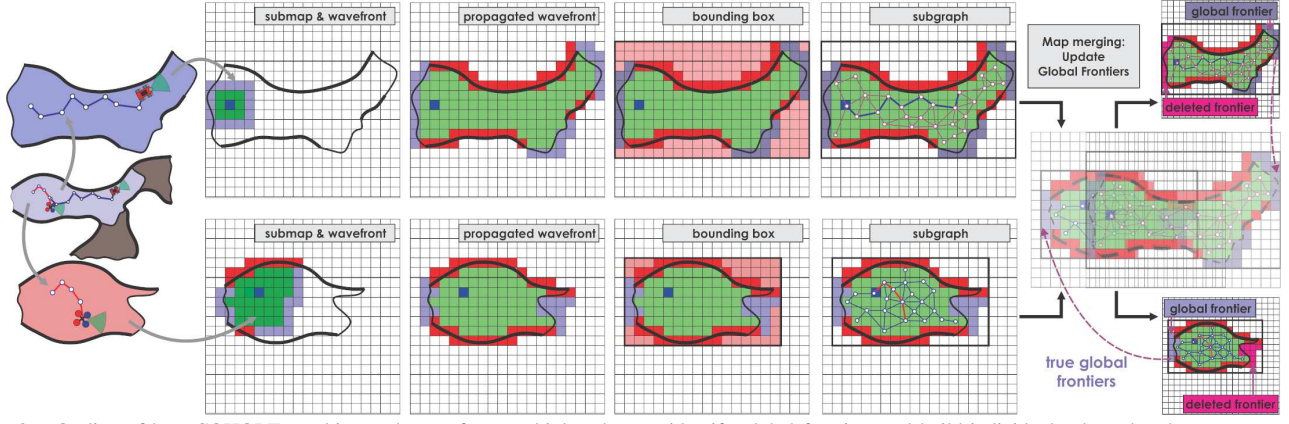 submap & wavefront
propagated wavefront
bounding box
subgraph
Map merging:
Update
Global Frontiers
global frontier
deleted frontier
submap & wavefront
propagated wavefront
bounding box
subgraph
global frontier
true global
frontiers
deleted frontier